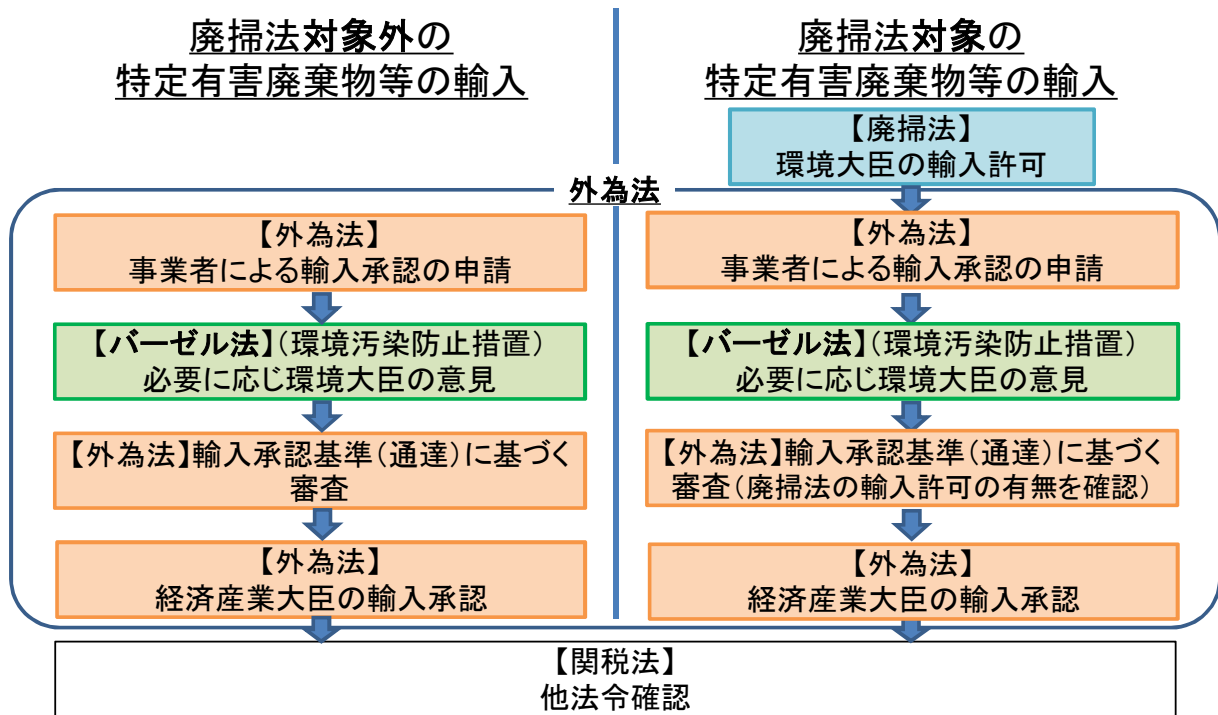 廃掃法対象外の
特定有害廃棄物等の輸入
廃掃法対象の
特定有害廃棄物等の輸入
【廃掃法】
環境大臣の輸入許可
外為法
【外為法】
事業者による輸入承認の申請
【バーゼル法】(環境汚染防止措置)
必要に応じ環境大臣の意見
【外為法】輸入承認基準(通達)に基づく
審査
【外為法】
経済産業大臣の輸入承認
【外為法】
事業者による輸入承認の申請
【バーゼル法】(環境汚染防止措置)
必要に応じ環境大臣の意見
【外為法】輸入承認基準(通達)に基づく
審査(廃掃法の輸入許可の有無を確認)
【外為法】
経済産業大臣の輸入承認
【関税法】
他法令確認